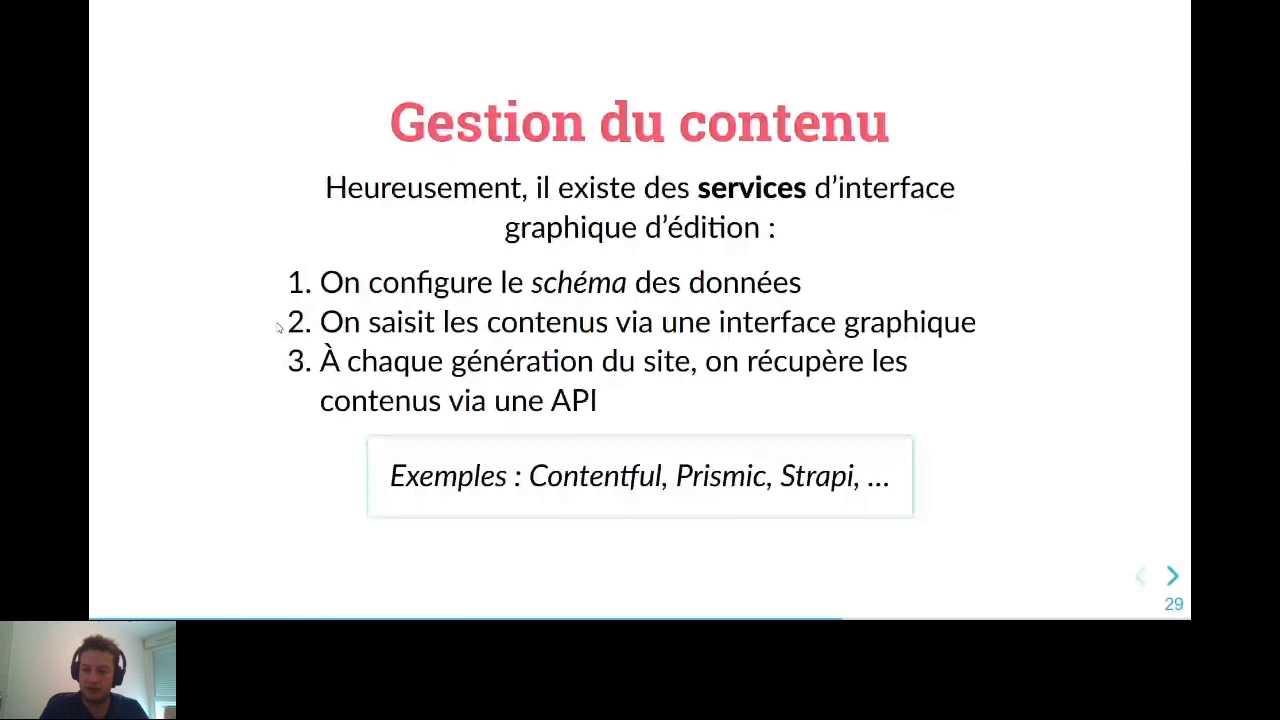 Gestion du contenu
Heureusement, il existe des services d’interface
graphique d’édition :
1. On configure le schéma des données
2. On saisit les contenus via une interface graphique
3. À chaque génération du site, on récupère les
contenus via une API
Exemples : Contentful, Prismic, Strapi, ...
29